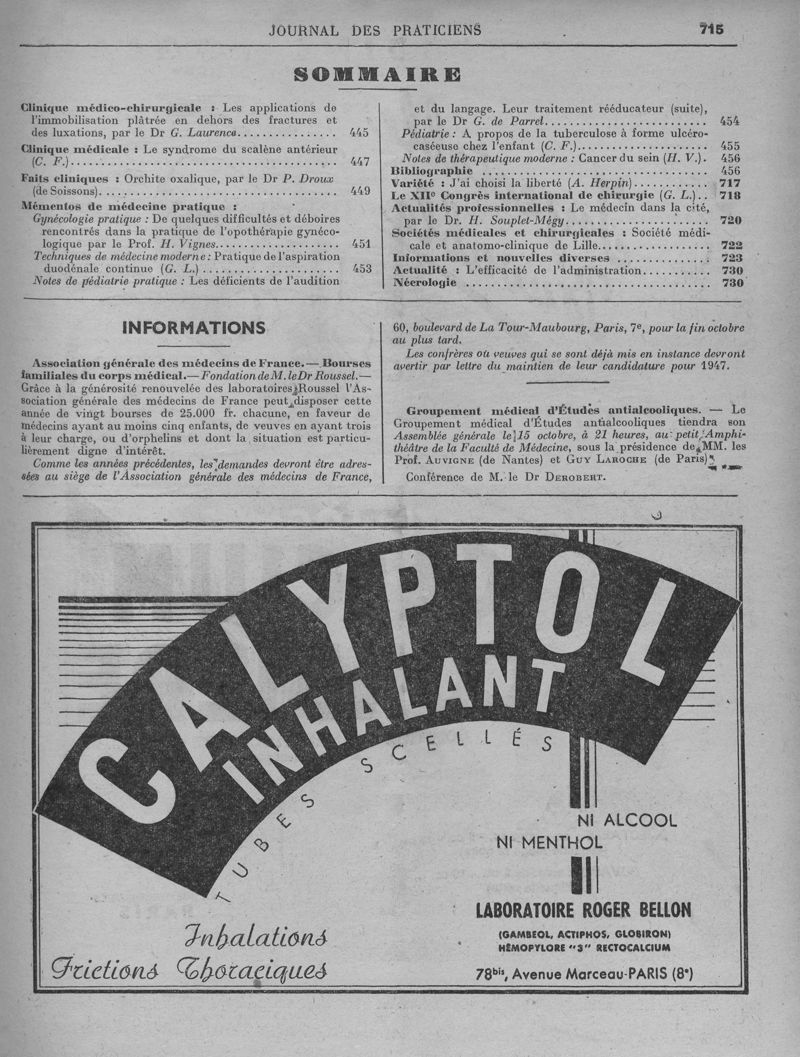 JOURNAL DES PRATICIENS 715
SOMMAIRE
Clinique médico-chirurgicale : Les applications de
l'immobilisation plâtrée en dehors des fractures et
des luxations, par le Dr G. Laurence................ 445
Clinique médicale : Le syndrome du scalène antérieur
(C. F.)............................................ 447
Faits cliniques : Orchite oxalique, par le Dr P. Droux
(de Soissons)...................................... 449
Mémentos de médecine pratique :
Gynécologie pratique : De quelques difficultés et déboires
rencontrés dans la pratique de l'opothérapie gynéco-
logique par le Prof. H. Vignes.................... 451
Techniques de médecine moderne : Pratique de l'aspiration
duodénale continue (G. L.) ...................... 453
Notes de pédiatrie pratique : Les déficients de l'audition
et du langage. Leur traitement rééducateur (suite),
par le Dr G. de Parrel.......................... 454
Pédiatrie : A propos de la tuberculose à forme ulcéro-
caséeuse chez l'enfant (C. F.)..................... 455
Notes de thérapeutique moderne : Cancer du sein (H. V.). 456
Bibliographie .................................... 456
Variété : J'ai choisi la liberté (A. Herpin)............ 717
Le XIIe Congrès international de chirurgie (G. L.).. 718
Actualités professionnelles : Le médecin dans la cité,
par le Dr. H. Souplet-Mégy....................... 720
Sociétés médicales et chirurgicales : Société médi-
cale et anatomo-clinique de Lille.................. 722
Informations et nouvelles diverses ............... 723
Actualité : L'efficacité de l'administration........... 730
Nécrologie ....................................... 730
INFORMATIONS
Association générale des médecins de France. — Bourses
familiales du corps médical. — Fondation de M. le Dr Roussel. —
Grâce à la générosité renouvelée des laboratoires Roussel l'As-
sociation générale des médecins de France peut disposer cette
année de vingt bourses de 25.000 fr. chacune, en faveur de
médecins ayant au moins cinq enfants, de veuves en ayant trois
à leur charge, ou d'orphelins et dont la situation est particu-
lièrement digne d'intérêt.
Comme les années précédentes, les demandes devront être adres-
sées au siège de l'Association générale des médecins de France,
60, boulevard de La Tour-Maubourg, Paris, 7e, pour la fin octobre
au plus tard.
Les confrères ou veuves qui se sont déjà mis en instance devront
avertir par lettre du maintien de leur candidature pour 1947.
Groupement médical d'Études antialcooliques. — Le
Groupement médical d'Études antialcooliques tiendra son
Assemblée générale le 15 octobre, à 21 heures, au petit Amphi-
théâtre de la Faculté de Médecine, sous la présidence de MM. les
Prof. AUVIGNE (de Nantes) et GUY LAROCHE (de Paris)
Conférence de M. le Dr DEROBERT.
CALYPTOL
INHALANT
TUBES SCELLÉS
NI ALCOOL
NI MENTHOL
LABORATOIRE ROGER BELLON
(GAMBEOL, ACTIPHOS, GLOBIRON)
HÉMOPYLORE "3" RECTOCALCIUM
78bis, Avenue Marceau-PARIS (8e)
Inhalations
Frictions Thoraciques